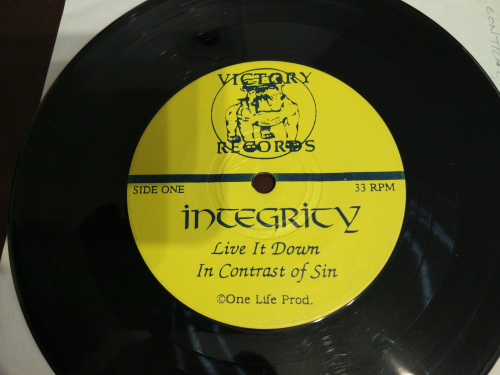 VICTORY
RECORDS
SIDE ONE
33 RPM
INTEGRITY
Live It Down
In Contrast of Sin
©One Life Prod.